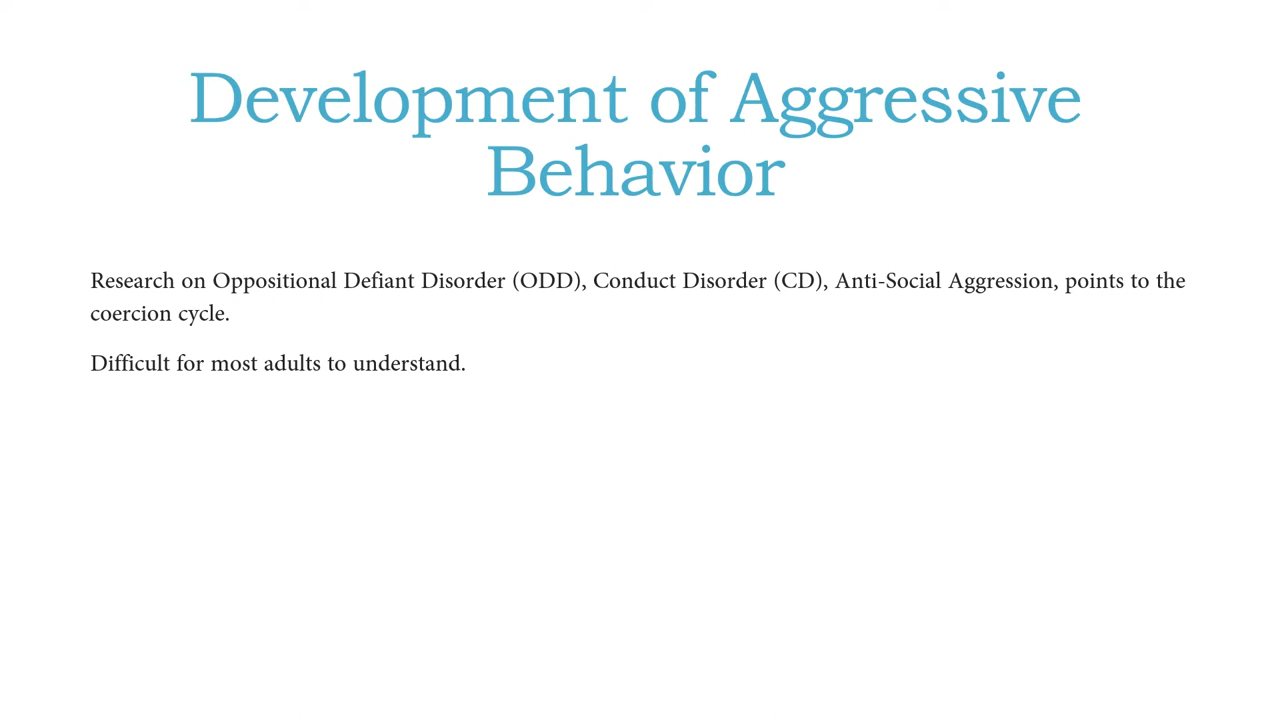 Development of Aggressive
Behavior
Research on Oppositional Defiant Disorder (ODD), Conduct Disorder (CD), Anti-Social Aggression, points to the
coercion cycle.
Difficult for most adults to understand.